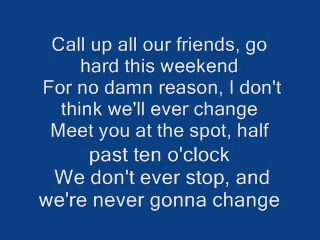 Call up all our friends, go
hard this weekend
For no damn reason, I don't
think we'll ever change
Meet you at the spot, half
past ten o'clock
We don't ever stop, and
we're never gonna change